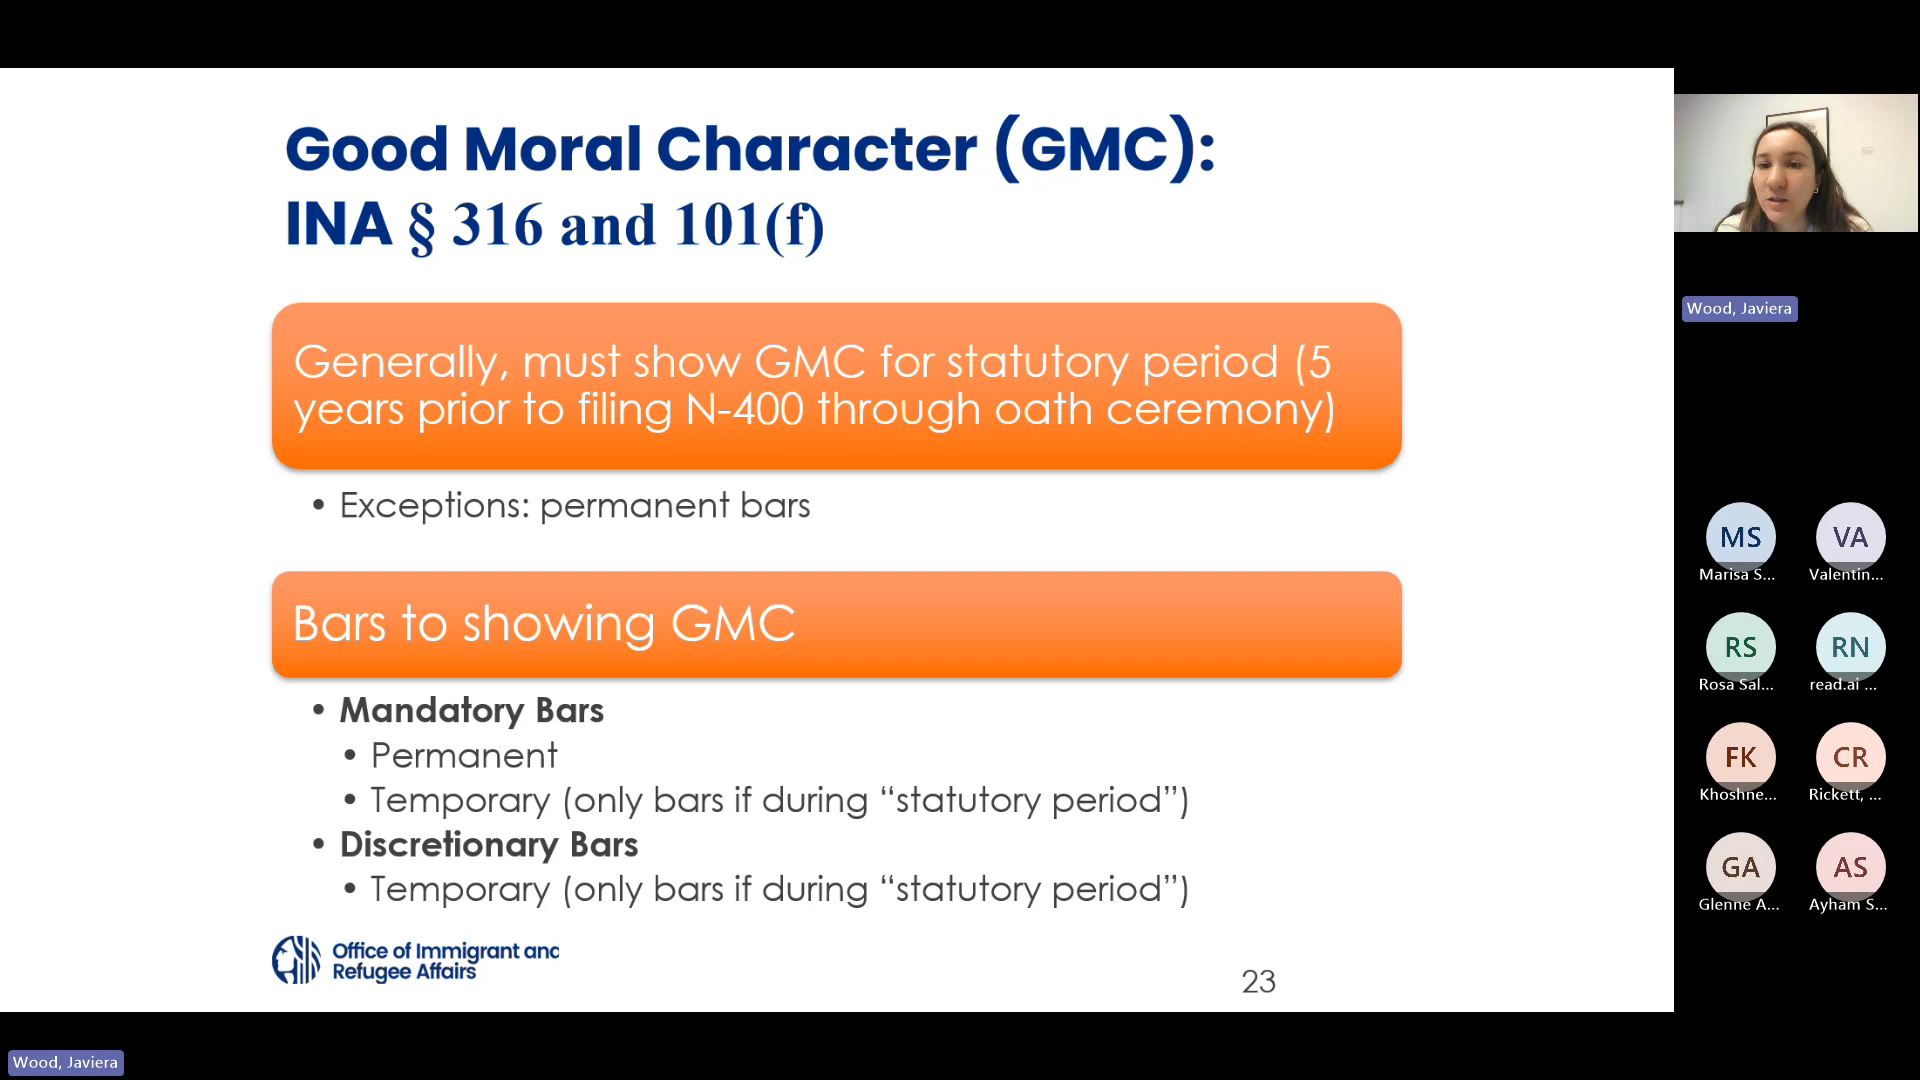 Good Moral Character (GMC):
INA § 316 and 101(f)
Generally, must show GMC for statutory period (5
years prior to filing N-400 through oath ceremony)
• Exceptions: permanent bars
Bars to showing GMC
• Mandatory Bars
• Permanent
• Temporary (only bars if during “statutory period”)
• Discretionary Bars
• Temporary (only bars if during “statutory period”)
Office of Immigrant and
Refugee Affairs
23
Wood, Javiera
MS
Marisa S...
VA
Valentin...
RS
Rosa Sal...
RN
read.ai ...
FK
Khoshne...
CR
Rickett, ...
GA
Glenne A...
AS
Ayham S...
Wood, Javiera